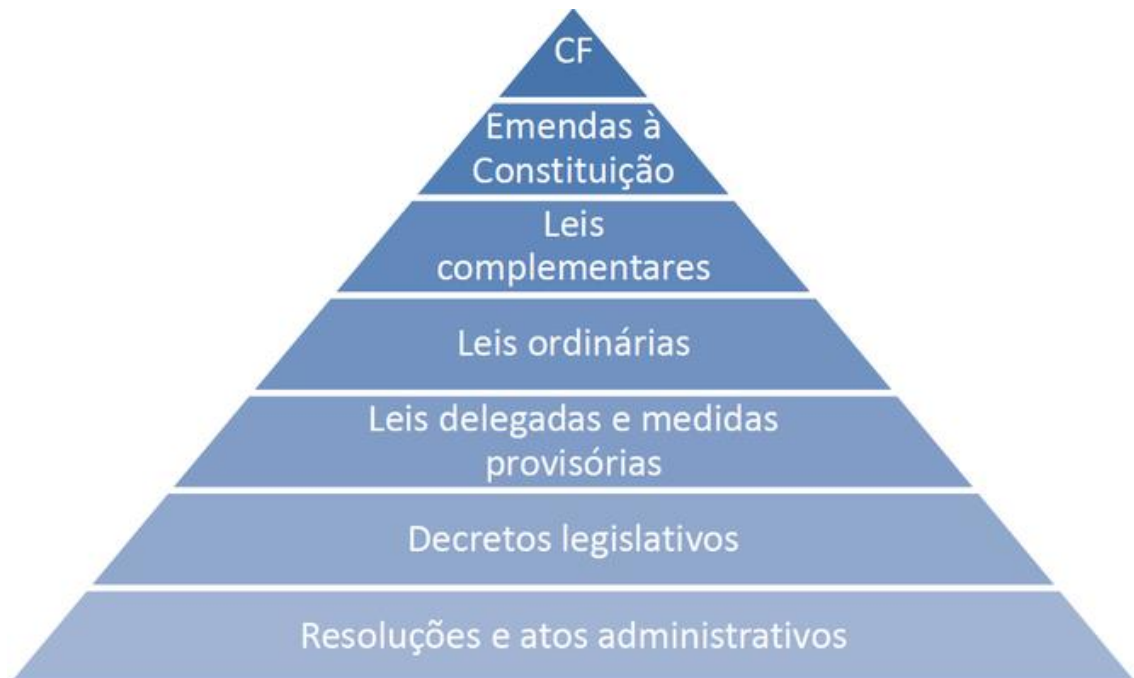 CF
Emendas à
Constituição
Leis
complementares
Leis ordinárias
Leis delegadas e medidas
provisórias
Decretos legislativos
Resoluções e atos administrativos